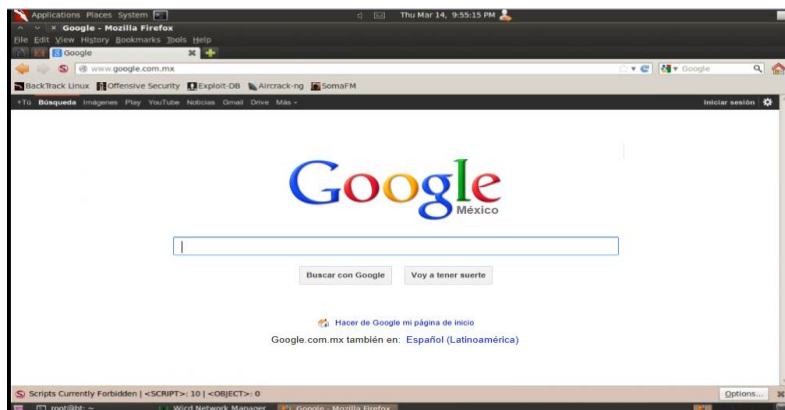 Applications Places System Thu Mar 14, 9:55:15 PM
Google - Mozilla Firefox
File Edit View History Bookmarks Tools Help
Google
www.google.com.mx Google
BackTrack Linux Offensive Security Exploit-DB Aircrack-ng SomaFM
+Tú Búsqueda Imágenes Play YouTube Noticias Gmail Drive Más Iniciar sesión
Google
México
Buscar con Google Voy a tener suerte
Hacer de Google mi página de inicio
Google.com.mx también en: Español (Latinoamérica)
Scripts Currently Forbidden | <SCRIPT>: 10 | <OBJECT>: 0 Options...
root@bt: ~ Wicd Network Manager Google - Mozilla Firefox